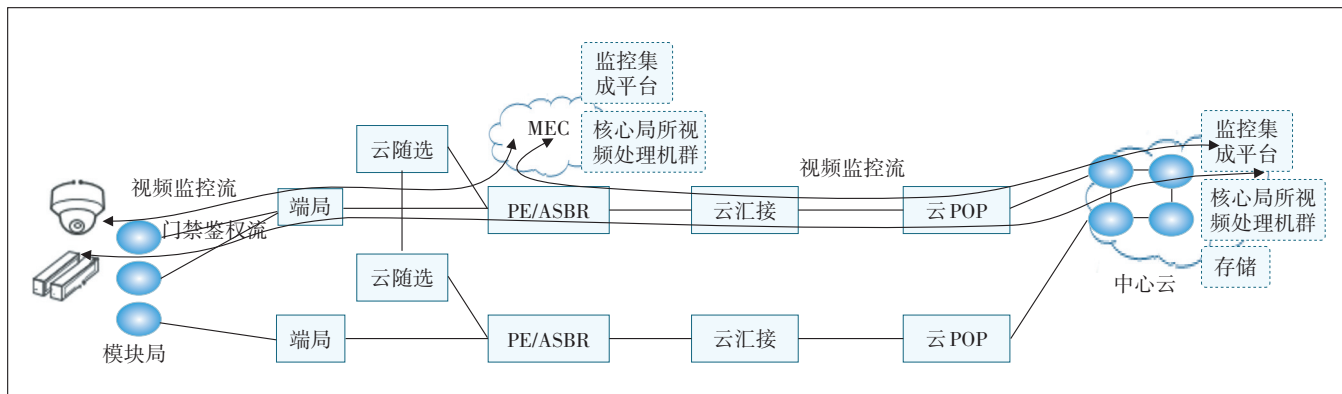 监控集
成平台
MEC
核心局所视
频处理机群
云随选
视频监控流
视频监控流
监控集
成平台
端局
PE/ASBR
云汇接
云POP
门禁鉴权流
核心局所视
频处理机群
云随选
存储
中心云
端局
PE/ASBR
云汇接
云POP
模块局